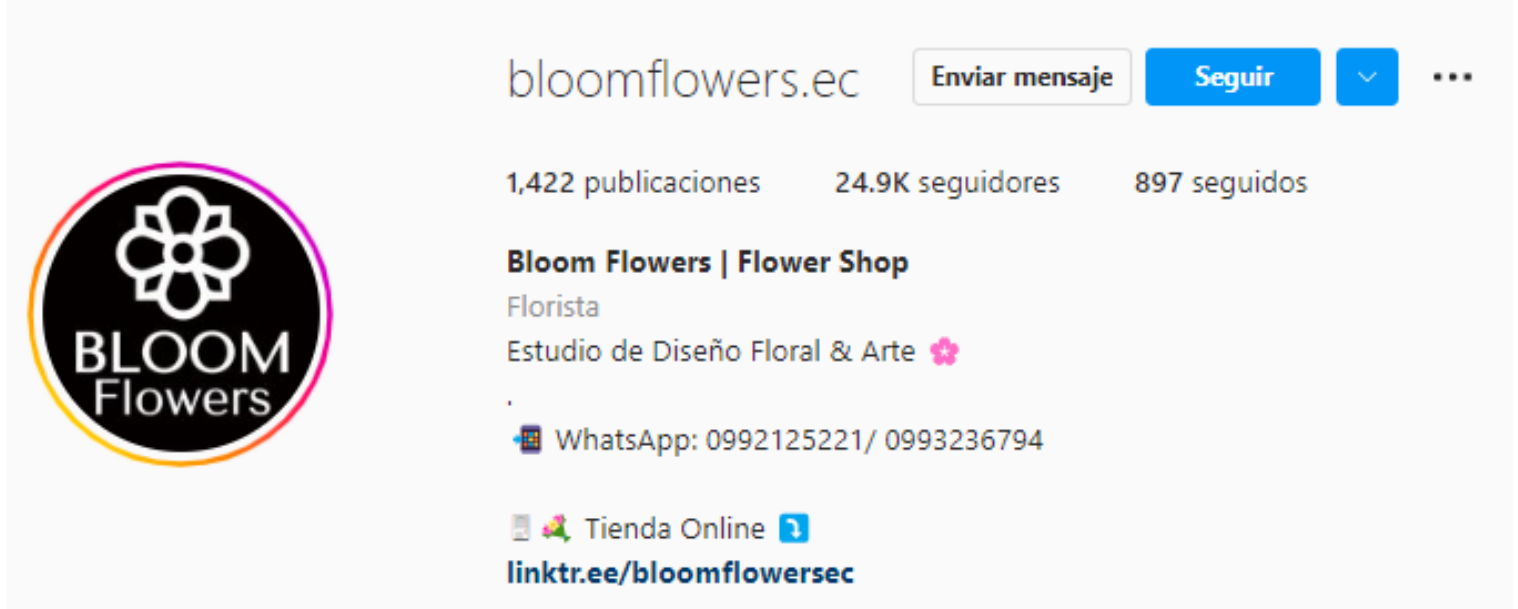 bloomflowers.ec Enviar mensaje Seguir
1,422 publicaciones 24.9K seguidores 897 seguidos
BLOOM
Flowers
Bloom Flowers | Flower Shop
Florista
Estudio de Diseño Floral & Arte 🌸
.
📲 WhatsApp: 0992125221/ 0993236794
💐 Tienda Online ⤵️
linktr.ee/bloomflowersec